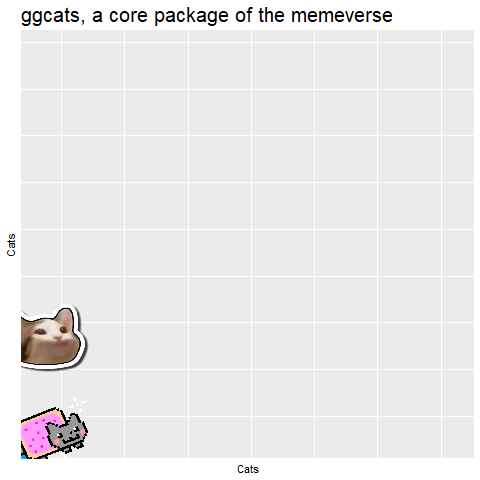 ggcats, a core package of the memeverse
Cats
Cats